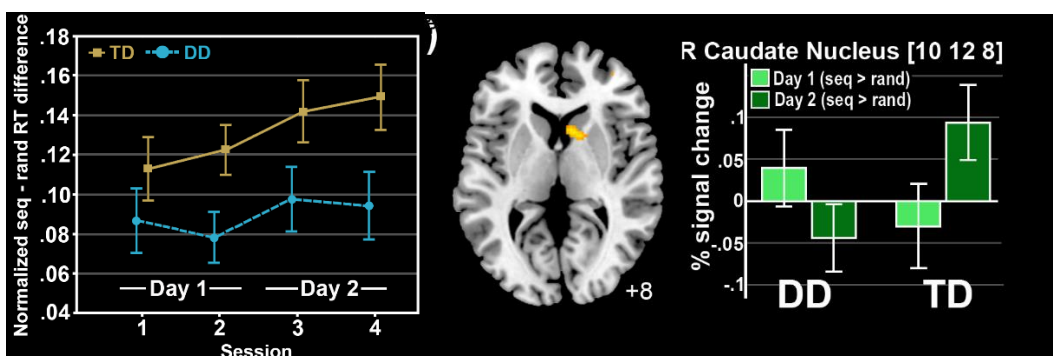 Normalized seq - rand RT difference
.18
.16
.14
.12
.10
.08
.06
.04
TD
DD
Day 1
Day 2
1
2
3
4
Session
)
+8
R Caudate Nucleus [10 12 8]
Day 1 (seq > rand)
Day 2 (seq > rand)
% signal change
.1
.05
0
-.05
-.1
DD
TD